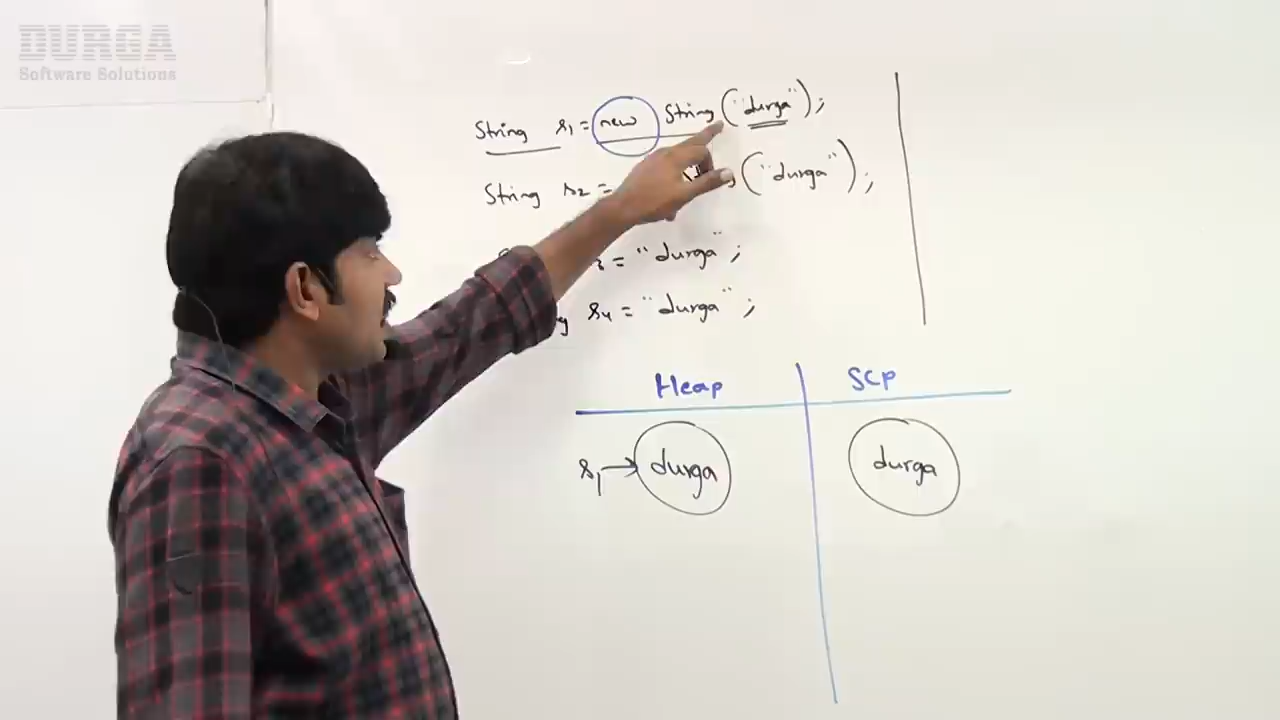 DURGA
Software Solutions
String s1 = new String("durga");
String s2 = ("durga");
= "durga";
s4 = "durga";
Heap SCP
s1 → durga durga